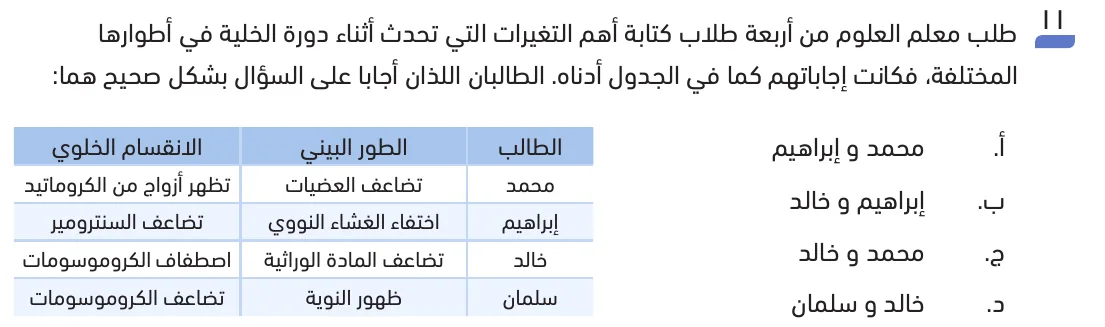 ١١
طلب معلم العلوم من أربعة طلاب كتابة أهم التغيرات التي تحدث أثناء دورة الخلية في أطوارها
المختلفة، فكانت إجاباتهم كما في الجدول أدناه. الطالبان اللذان أجابا على السؤال بشكل صحيح هما:
أ. محمد و إبراهيم
ب. إبراهيم و خالد
ج. محمد و خالد
د. خالد و سلمان
الطالب الطور البيني الانقسام الخلوي
محمد تضاعف العضيات تظهر أزواج من الكروماتيد
إبراهيم اختفاء الغشاء النووي تضاعف السنترومير
خالد تضاعف المادة الوراثية اصطفاف الكروموسومات
سلمان ظهور النوية تضاعف الكروموسومات